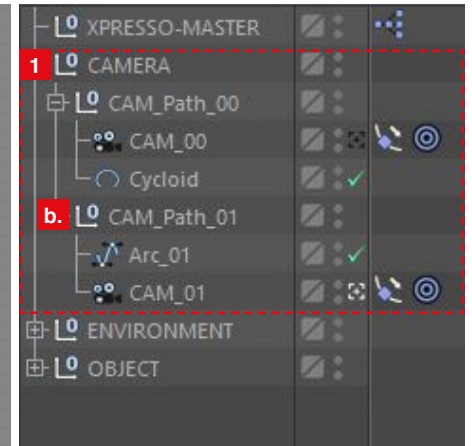 XPRESSO-MASTER
1 CAMERA
CAM_Path_00
CAM_00
Cycloid
b. CAM_Path_01
Arc_01
CAM_01
ENVIRONMENT
OBJECT